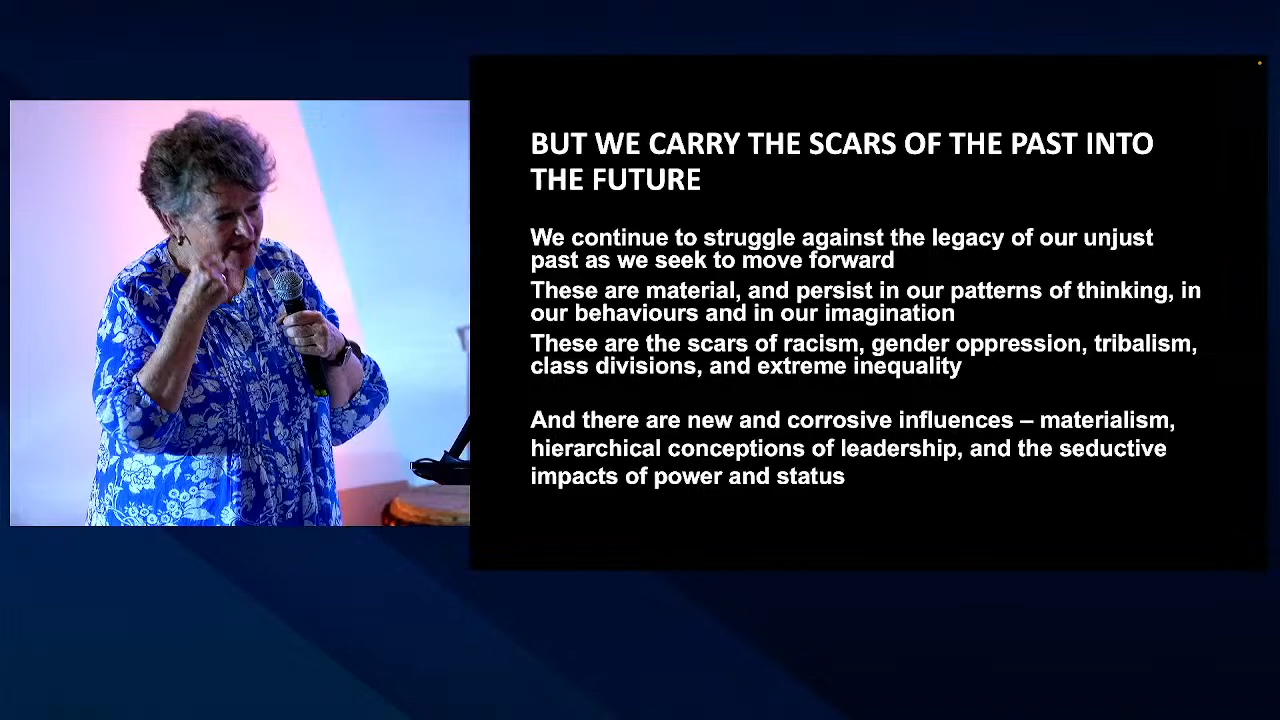 BUT WE CARRY THE SCARS OF THE PAST INTO
THE FUTURE
We continue to struggle against the legacy of our unjust
past as we seek to move forward
These are material, and persist in our patterns of thinking, in
our behaviours and in our imagination
These are the scars of racism, gender oppression, tribalism,
class divisions, and extreme inequality
And there are new and corrosive influences – materialism,
hierarchical conceptions of leadership, and the seductive
impacts of power and status